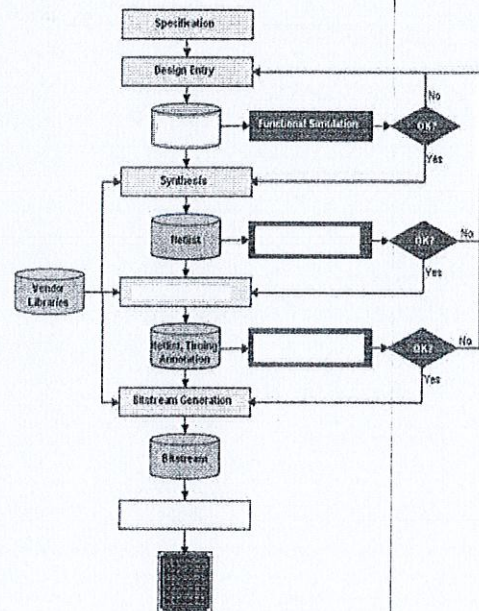 Specification
Design Entry
No
Functional Simulation
OK?
Yes
Synthesis
Netlist
OK?
No
Yes
Vendor
Libraries
Netlist, Timing
Annotation
OK?
No
Yes
Bitstream Generation
Bitstream